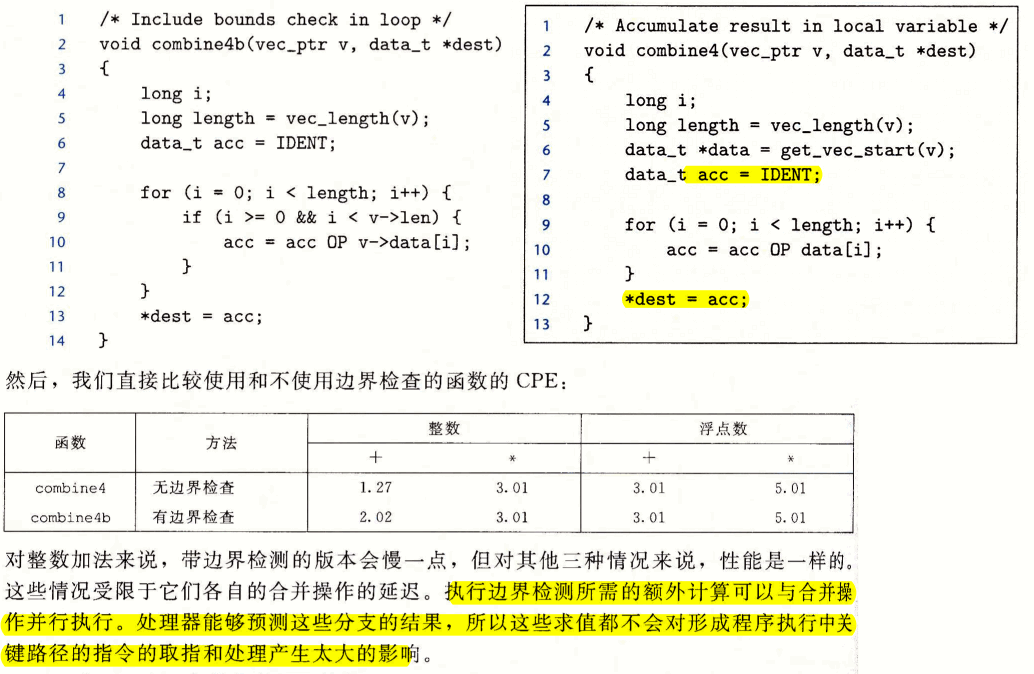 1 /* Include bounds check in loop */
2 void combine4b(vec_ptr v, data_t *dest)
3 {
4     long i;
5     long length = vec_length(v);
6     data_t acc = IDENT;
7
8     for (i = 0; i < length; i++) {
9         if (i >= 0 && i < v->len) {
10             acc = acc OP v->data[i];
11         }
12     }
13     *dest = acc;
14 }
1 /* Accumulate result in local variable */
2 void combine4(vec_ptr v, data_t *dest)
3 {
4     long i;
5     long length = vec_length(v);
6     data_t *data = get_vec_start(v);
7     data_t acc = IDENT;
8
9     for (i = 0; i < length; i++) {
10         acc = acc OP data[i];
11     }
12     *dest = acc;
13 }
然后，我们直接比较使用和不使用边界检查的函数的 CPE：
函数 方法 整数 浮点数
+ * + *
combine4 无边界检查 1.27 3.01 3.01 5.01
combine4b 有边界检查 2.02 3.01 3.01 5.01
对整数加法来说，带边界检测的版本会慢一点，但对其他三种情况来说，性能是一样的。
这些情况受限于它们各自的合并操作的延迟。执行边界检测所需的额外计算可以与合并操
作并行执行。处理器能够预测这些分支的结果，所以这些求值都不会对形成程序执行中关
键路径的指令的取指和处理产生太大的影响。